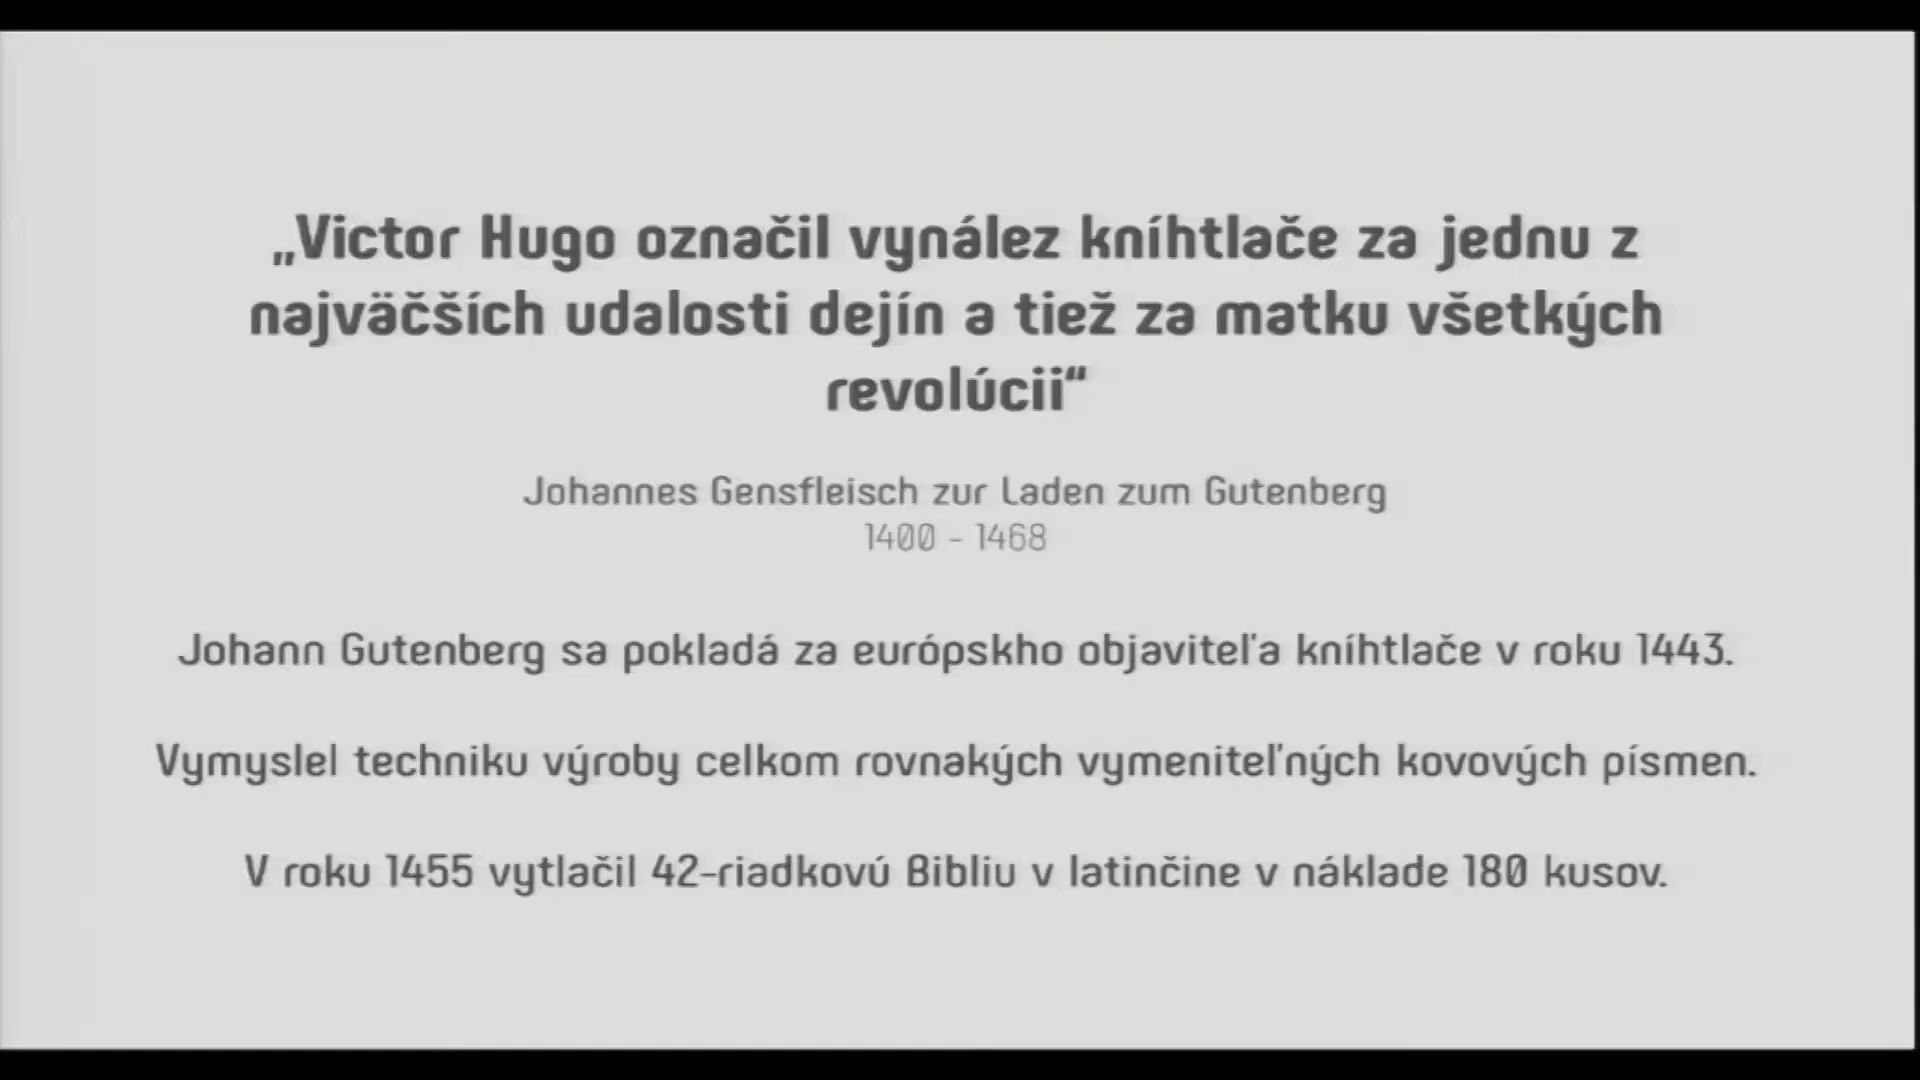 „Victor Hugo označil vynález kníhtlače za jednu z
najväčších udalosti dejín a tiež za matku všetkých
revolúcii“
Johannes Gensfleisch zur Laden zum Gutenberg
1400 - 1468
Johann Gutenberg sa pokladá za európskho objaviteľa kníhtlače v roku 1443.
Vymyslel techniku výroby celkom rovnakých vymeniteľných kovových písmen.
V roku 1455 vytlačil 42-riadkovú Bibliu v latinčine v náklade 180 kusov.